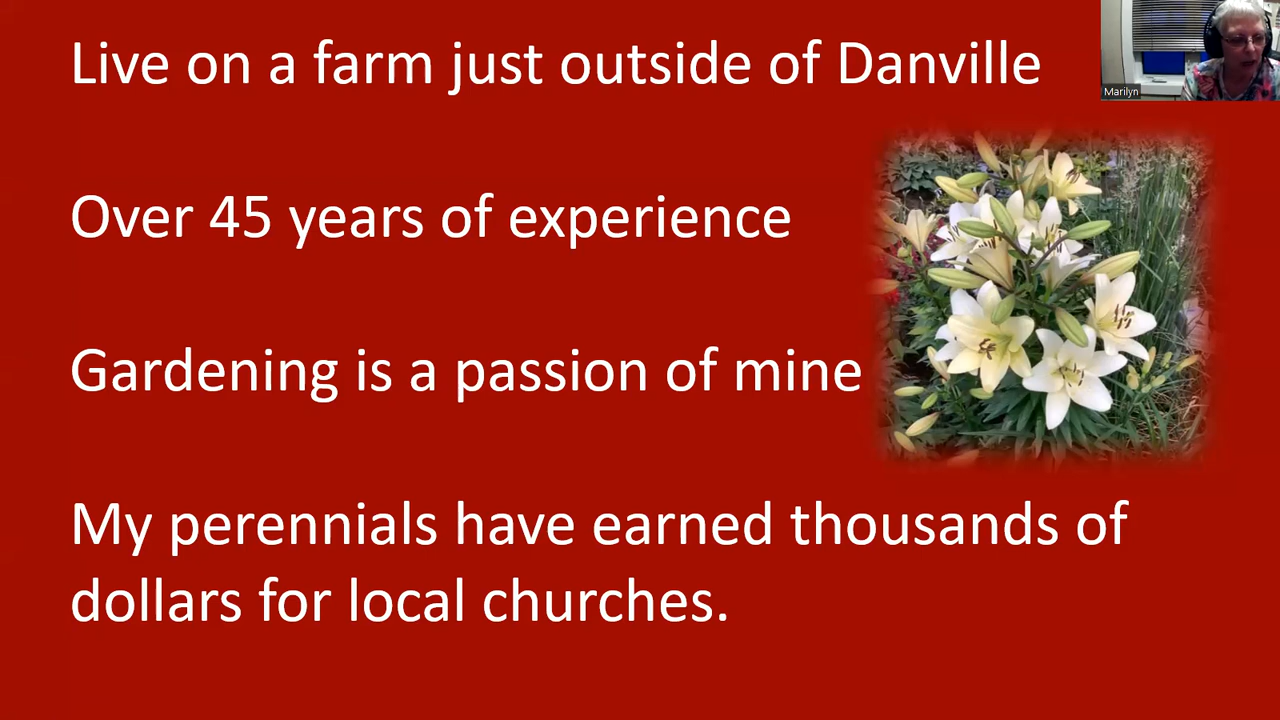 Live on a farm just outside of Danville
Marilyn
Over 45 years of experience
Gardening is a passion of mine
My perennials have earned thousands of
dollars for local churches.